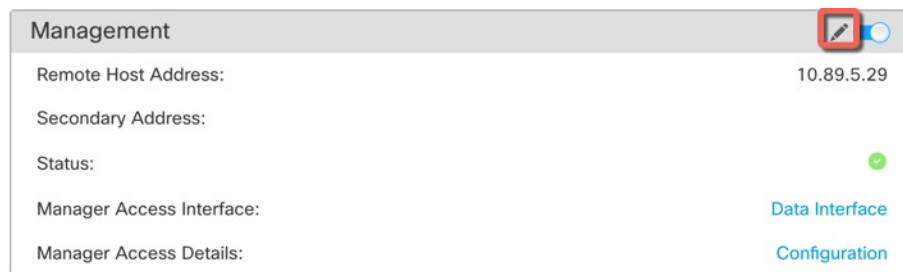 Management
Remote Host Address: 10.89.5.29
Secondary Address:
Status:
Manager Access Interface: Data Interface
Manager Access Details: Configuration